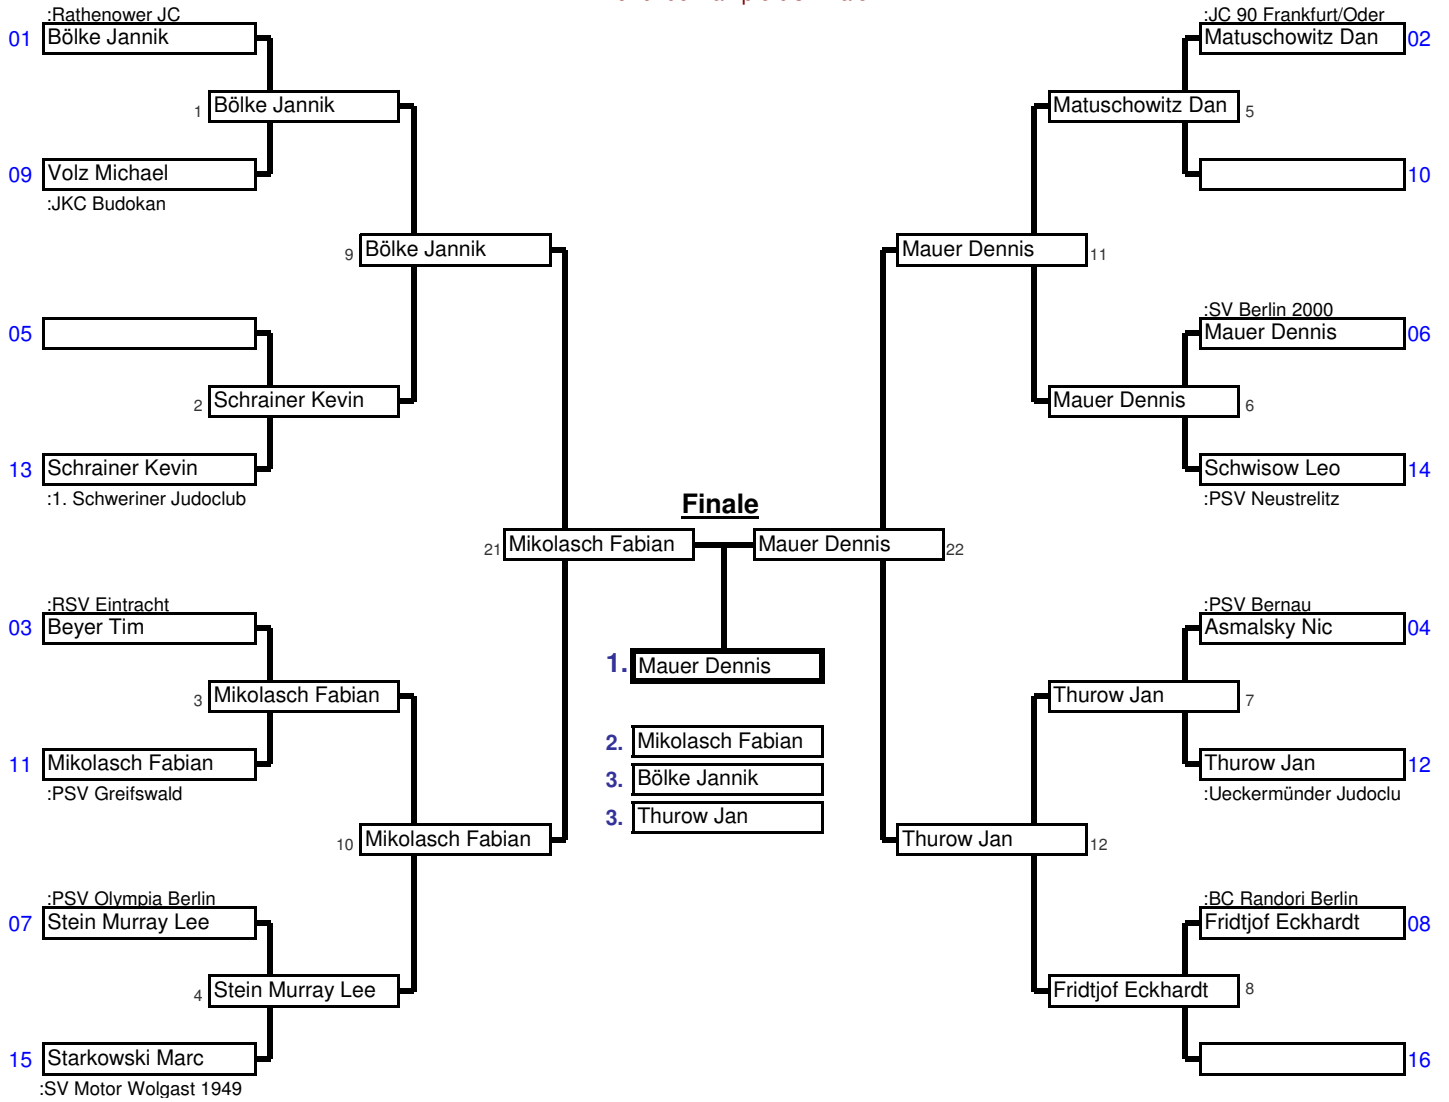 :Rathenower JC
01 Bölke Jannik
1 Bölke Jannik
09 Volz Michael
:JKC Budokan
9 Bölke Jannik
05
2 Schrainer Kevin
13 Schrainer Kevin
:1. Schweriner Judoclub
21 Mikolasch Fabian
:RSV Eintracht
03 Beyer Tim
3 Mikolasch Fabian
11 Mikolasch Fabian
:PSV Greifswald
10 Mikolasch Fabian
:PSV Olympia Berlin
07 Stein Murray Lee
4 Stein Murray Lee
15 Starkowski Marc
:SV Motor Wolgast 1949
Finale
1. Mauer Dennis
2. Mikolasch Fabian
3. Bölke Jannik
3. Thurow Jan
:JC 90 Frankfurt/Oder
Matuschowitz Dan 02
Matuschowitz Dan 5
10
Mauer Dennis 11
:SV Berlin 2000
Mauer Dennis 06
Mauer Dennis 6
Schwisow Leo 14
:PSV Neustrelitz
Mauer Dennis 22
:PSV Bernau
Asmalsky Nic 04
Thurow Jan 7
Thurow Jan 12
:Ueckermünder Judoclu
Thurow Jan 12
:BC Randori Berlin
Fridtjof Eckhardt 08
Fridtjof Eckhardt 8
16